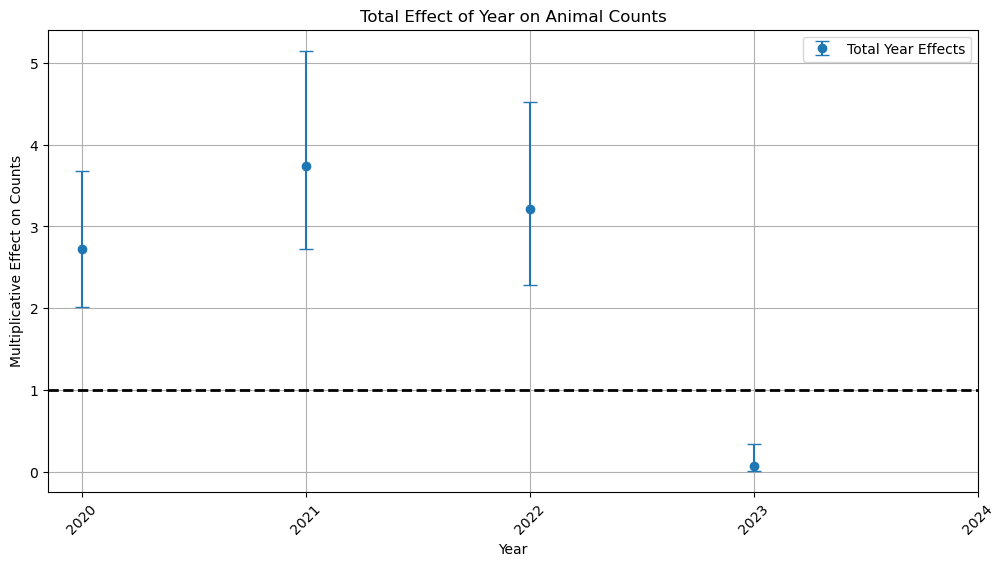 Total Effect of Year on Animal Counts
Total Year Effects
Multiplicative Effect on Counts
5
4
3
2
1
0
2020
2021
2022
2023
2024
Year